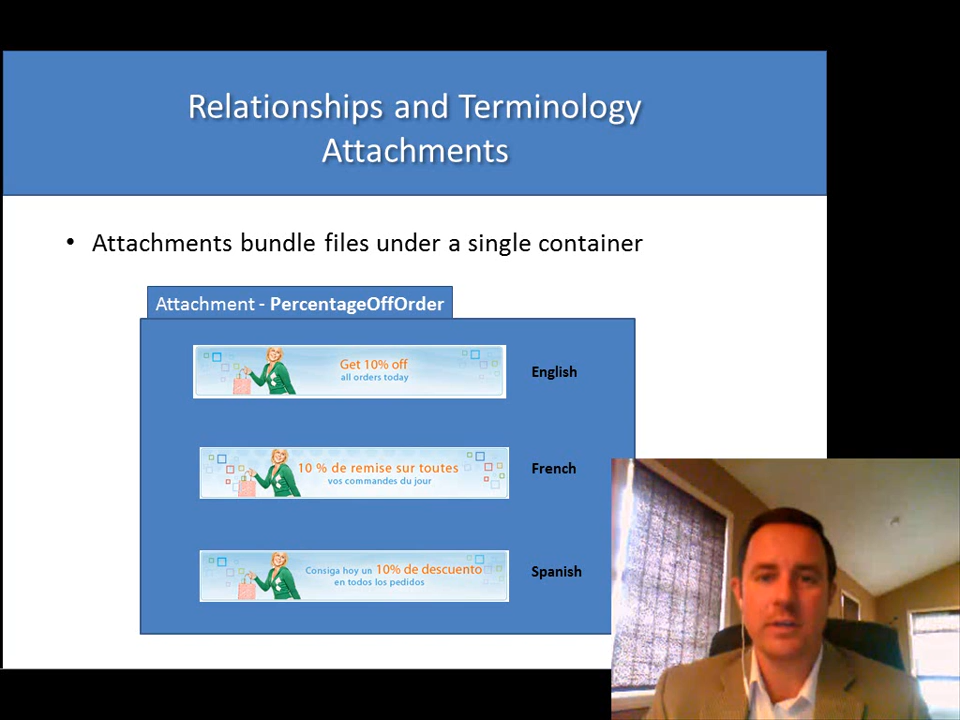 Relationships and Terminology
Attachments
• Attachments bundle files under a single container
Attachment - PercentageOffOrder
Get 10% off
all orders today
English
10 % de remise sur toutes
vos commandes du jour
French
Consiga hoy un 10% de descuento
en todos los pedidos
Spanish